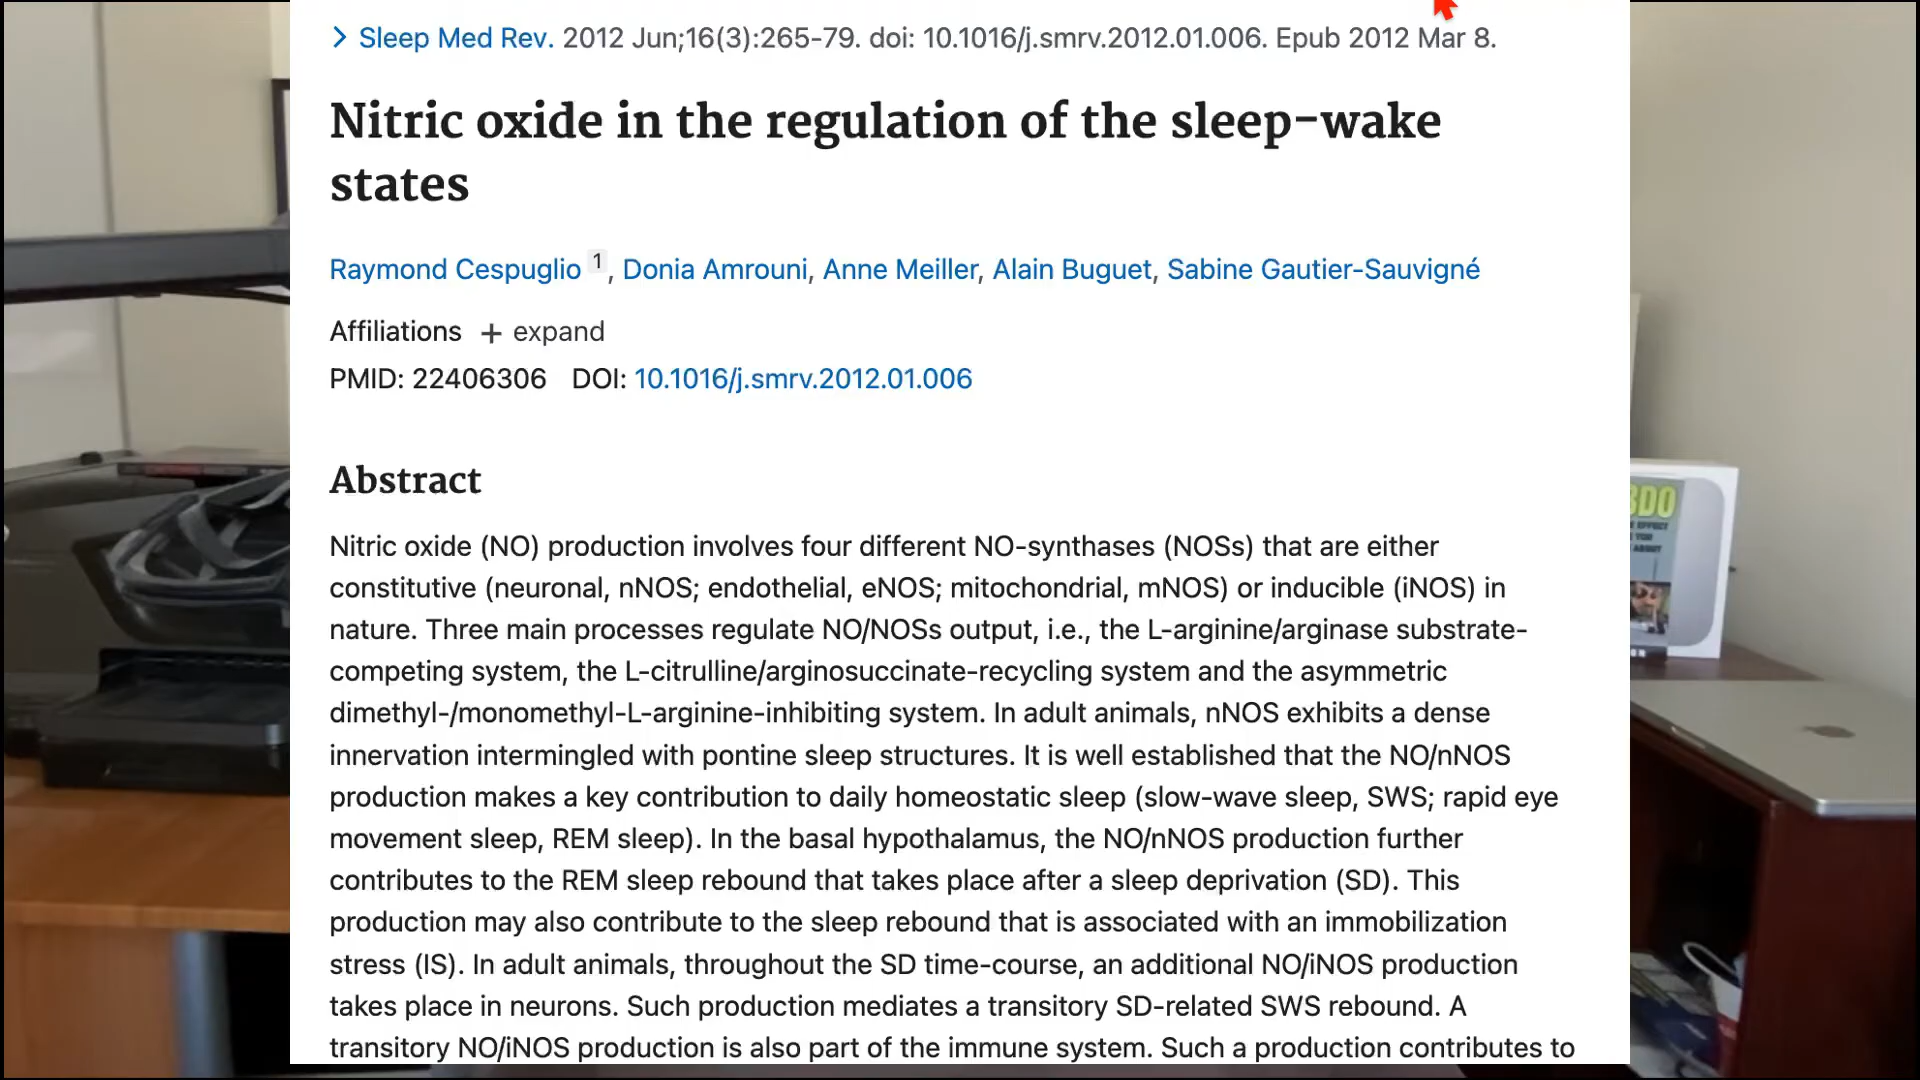 Sleep Med Rev. 2012 Jun;16(3):265-79. doi: 10.1016/j.smrv.2012.01.006. Epub 2012 Mar 8.
Nitric oxide in the regulation of the sleep-wake
states
Raymond Cespuglio 1, Donia Amrouni, Anne Meiller, Alain Buguet, Sabine Gautier-Sauvigné
Affiliations + expand
PMID: 22406306 DOI: 10.1016/j.smrv.2012.01.006
Abstract
Nitric oxide (NO) production involves four different NO-synthases (NOSs) that are either
constitutive (neuronal, nNOS; endothelial, eNOS; mitochondrial, mNOS) or inducible (iNOS) in
nature. Three main processes regulate NO/NOSs output, i.e., the L-arginine/arginase substrate-
competing system, the L-citrulline/arginosuccinate-recycling system and the asymmetric
dimethyl-/monomethyl-L-arginine-inhibiting system. In adult animals, nNOS exhibits a dense
innervation intermingled with pontine sleep structures. It is well established that the NO/nNOS
production makes a key contribution to daily homeostatic sleep (slow-wave sleep, SWS; rapid eye
movement sleep, REM sleep). In the basal hypothalamus, the NO/nNOS production further
contributes to the REM sleep rebound that takes place after a sleep deprivation (SD). This
production may also contribute to the sleep rebound that is associated with an immobilization
stress (IS). In adult animals, throughout the SD time-course, an additional NO/iNOS production
takes place in neurons. Such production mediates a transitory SD-related SWS rebound. A
transitory NO/iNOS production is also part of the immune system. Such a production contributes to
BDO
EFFECT
YOU
ABOUT